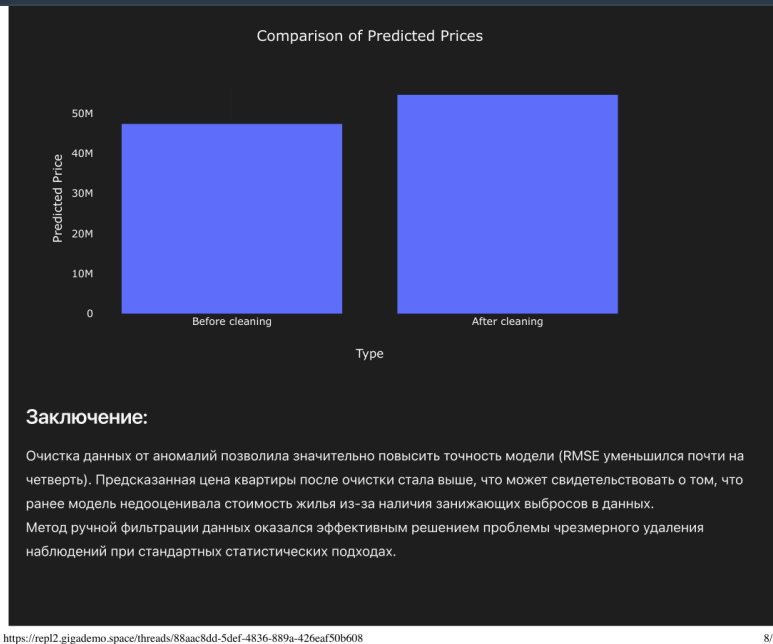 Comparison of Predicted Prices
50M
40M
30M
20M
10M
0
Predicted Price
Before cleaning
After cleaning
Type
Заключение:
Очистка данных от аномалий позволила значительно повысить точность модели (RMSE уменьшился почти на
четверть). Предсказанная цена квартиры после очистки стала выше, что может свидетельствовать о том, что
ранее модель недооценивала стоимость жилья из-за наличия занижающих выбросов в данных.
Метод ручной фильтрации данных оказался эффективным решением проблемы чрезмерного удаления
наблюдений при стандартных статистических подходах.
https://repl2.gigademo.space/threads/88aac8dd-5def-4836-889a-426eaf50b608
8/